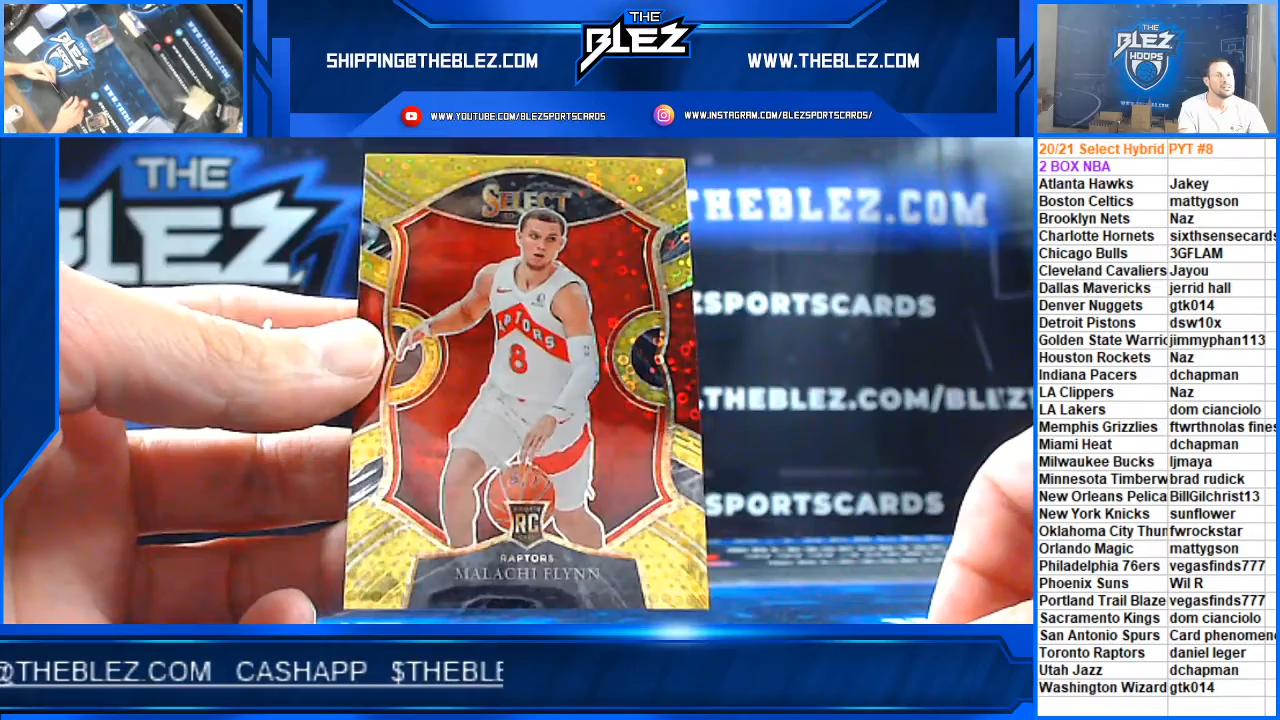 THE
BLEZ
SHIPPING@THEBLEZ.COM
WWW.THEBLEZ.COM
WWW.YOUTUBE.COM/BLEZSPORTSCARDS
WWW.INSTAGRAM.COM/BLEZSPORTSCARDS/
THE
BLEZ
HOOPS
THE
BLEZ
THEBLEZ.COM
ZSPORTSCARDS
.THEBLEZ.COM/BLEZ
SPORTSCARDS
SELECT
RAPTORS
8
RC
RAPTORS
MALACHI FLYNN
@THEBLEZ.COM CASHAPP $THEBLE
20/21 Select Hybrid PYT #8
2 BOX NBA
Atlanta Hawks Jakey
Boston Celtics mattygson
Brooklyn Nets Naz
Charlotte Hornets sixthsensecards
Chicago Bulls 3GFLAM
Cleveland Cavaliers Jayou
Dallas Mavericks jerrid hall
Denver Nuggets gtk014
Detroit Pistons dsw10x
Golden State Warric jimmyphan113
Houston Rockets Naz
Indiana Pacers dchapman
LA Clippers Naz
LA Lakers dom cianciolo
Memphis Grizzlies ftwrthnolas fines
Miami Heat dchapman
Milwaukee Bucks ljmaya
Minnesota Timberw brad rudick
New Orleans Pelica BillGilchrist13
New York Knicks sunflower
Oklahoma City Thun fwrockstar
Orlando Magic mattygson
Philadelphia 76ers vegasfinds777
Phoenix Suns Wil R
Portland Trail Blaze vegasfinds777
Sacramento Kings dom cianciolo
San Antonio Spurs Card phenomeno
Toronto Raptors daniel leger
Utah Jazz dchapman
Washington Wizard gtk014